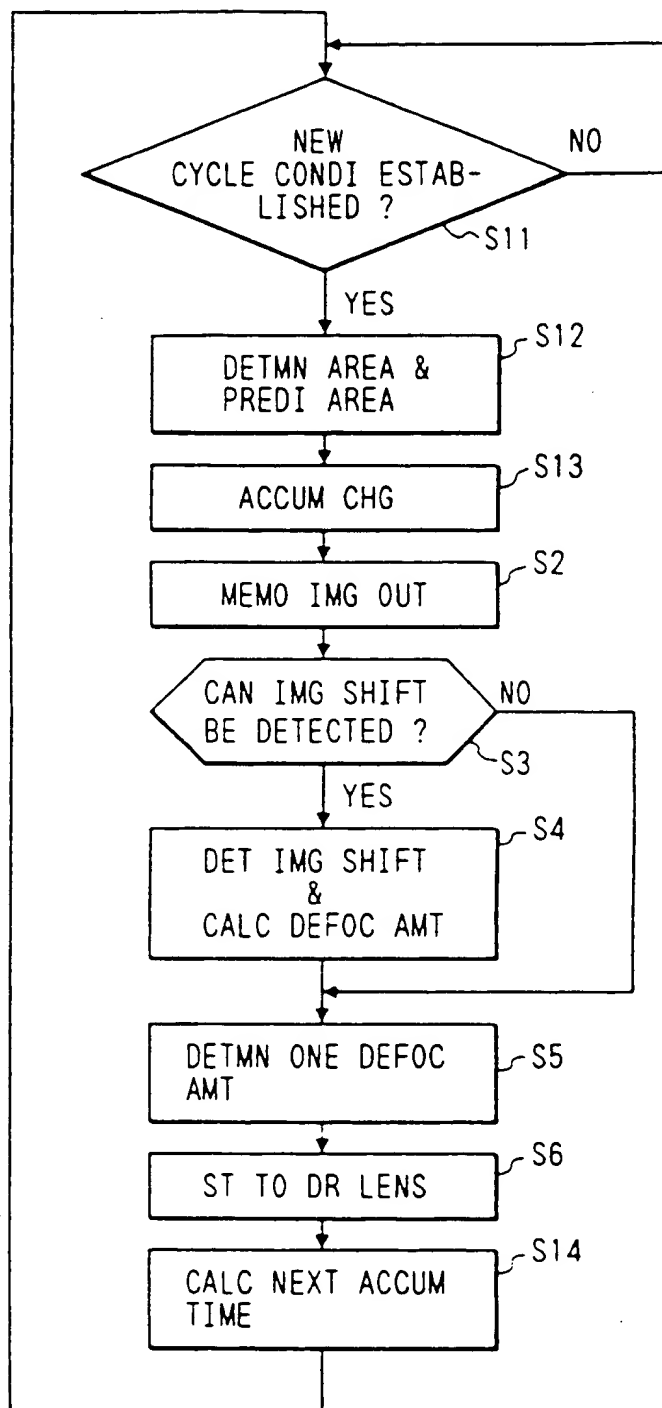 NEW
CYCLE CONDI ESTAB-
LISHED ?
NO
S11
YES
S12
DETMN AREA &
PREDI AREA
S13
ACCUM CHG
S2
MEMO IMG OUT
CAN IMG SHIFT
BE DETECTED ?
NO
S3
YES
S4
DET IMG SHIFT
&
CALC DEFOC AMT
DETMN ONE DEFOC
AMT
S5
S6
ST TO DR LENS
S14
CALC NEXT ACCUM
TIME